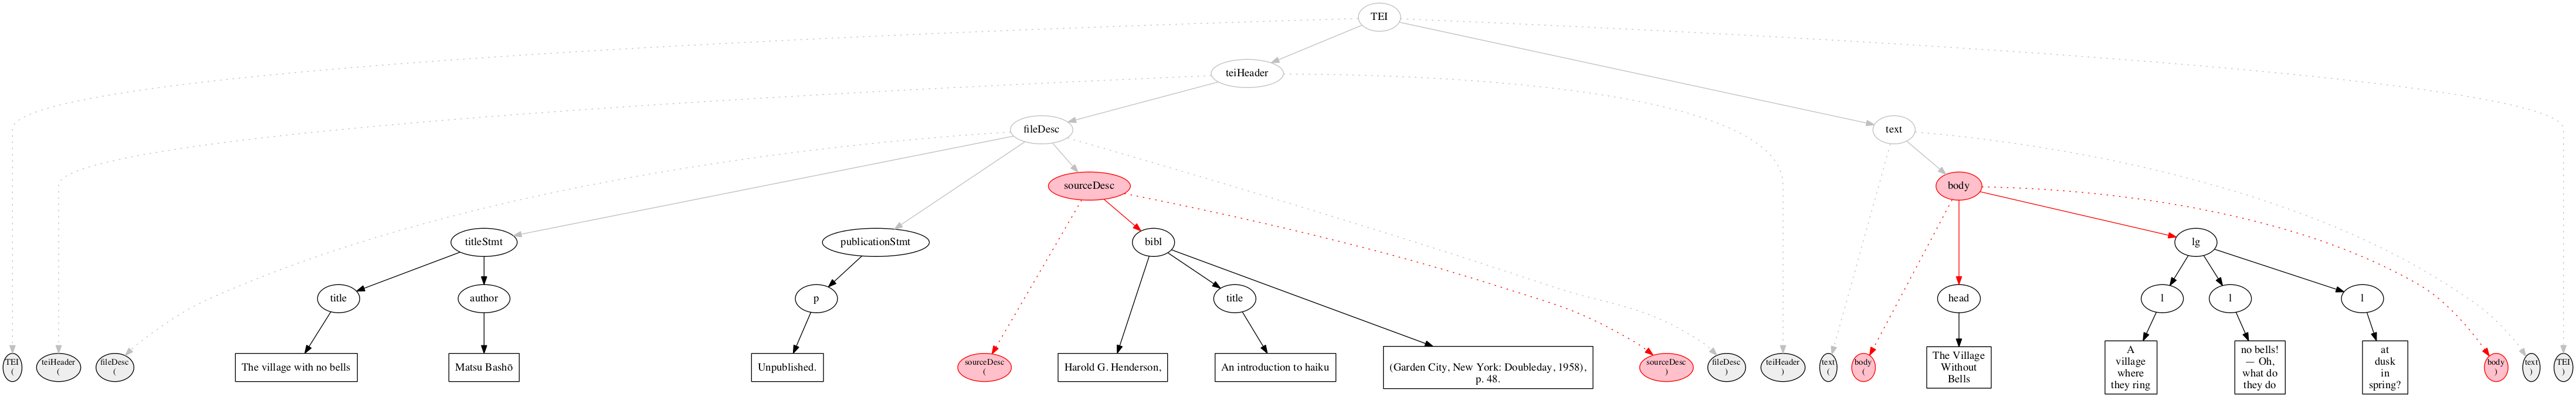 TEI
teiHeader
fileDesc
text
sourceDesc
body
titleStmt
publicationStmt
bibl
lg
title
author
p
title
head
l
l
l
TEI
(
teiHeader
(
fileDesc
(
The village with no bells
Matsu Bashō
Unpublished.
sourceDesc
(
Harold G. Henderson,
An introduction to haiku
(Garden City, New York: Doubleday, 1958),
p. 48.
sourceDesc
)
fileDesc
)
teiHeader
)
text
(
body
(
The Village
Without
Bells
A
village
where
they ring
no bells!
— Oh,
what do
they do
at
dusk
in
spring?
body
)
text
)
TEI
)